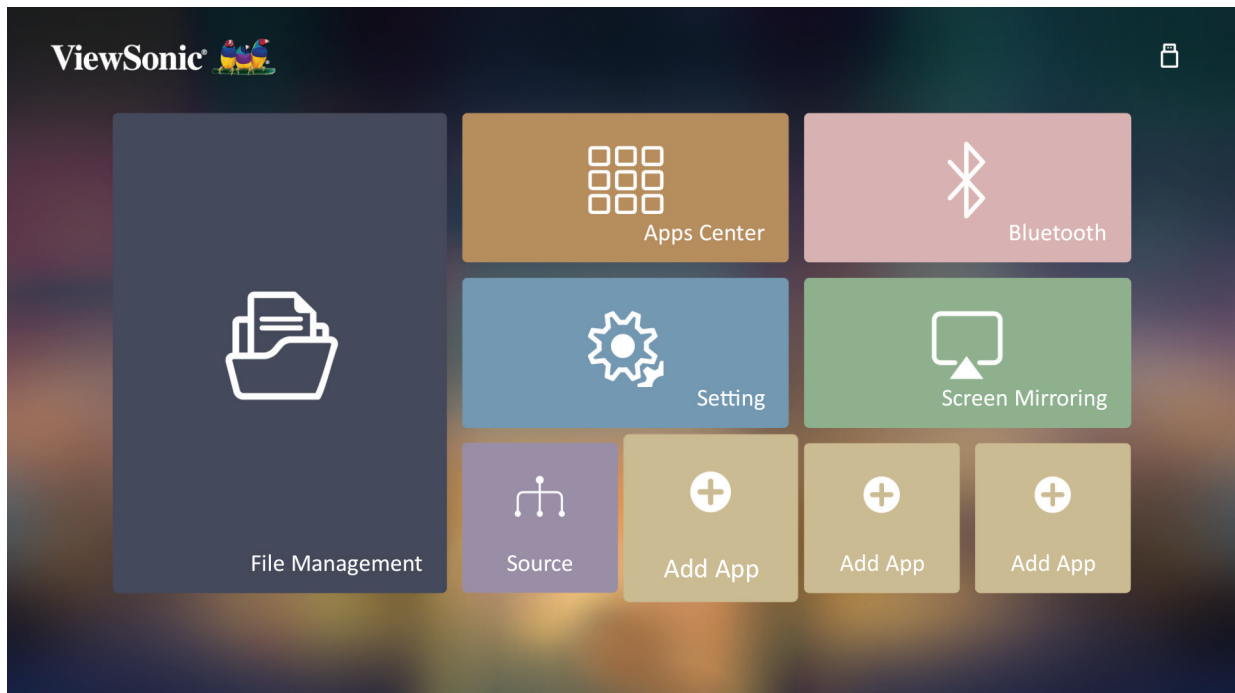 ViewSonic®
Apps Center
Bluetooth
Setting
Screen Mirroring
File Management
Source
Add App
Add App
Add App